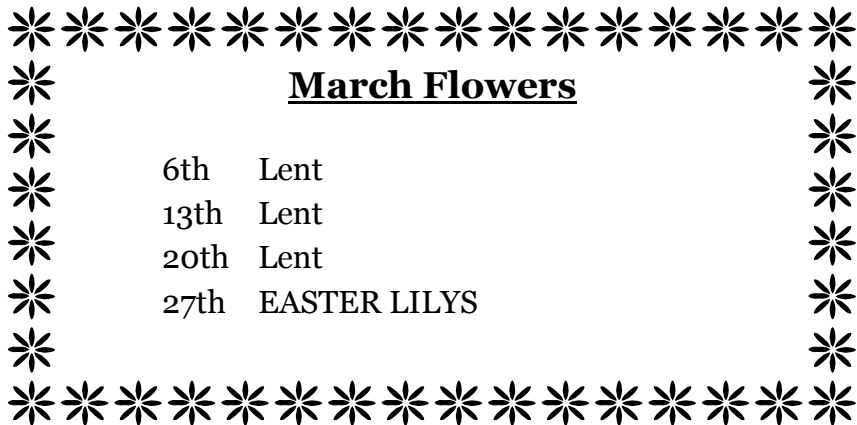 March Flowers
6th Lent
13th Lent
20th Lent
27th EASTER LILYS